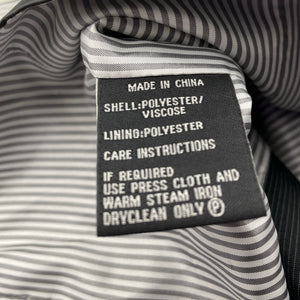 MADE IN CHINA
SHELL:POLYESTER/
VISCOSE
LINING:POLYESTER
CARE INSTRUCTIONS
IF REQUIRED
USE PRESS CLOTH AND
WARM STEAM IRON
DRYCLEAN ONLY Ⓟ